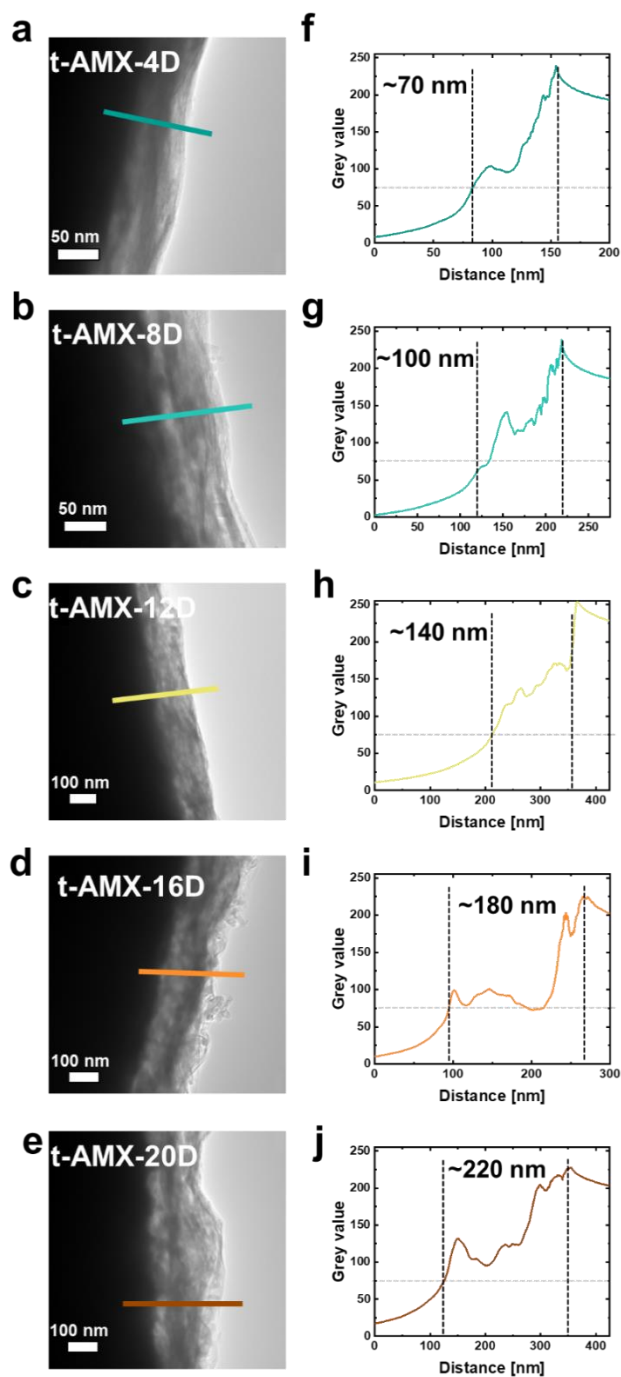 a
t-AMX-4D
50 nm
f
~70 nm
Grey value
250
200
150
100
50
0
0 50 100 150 200
Distance [nm]
b
t-AMX-8D
50 nm
g
~100 nm
Grey value
250
200
150
100
50
0
0 50 100 150 200 250
Distance [nm]
c
t-AMX-12D
100 nm
h
~140 nm
Grey value
250
200
150
100
50
0
0 100 200 300 400
Distance [nm]
d
t-AMX-16D
100 nm
i
~180 nm
Grey value
250
200
150
100
50
0
0 100 200 300
Distance [nm]
e
t-AMX-20D
100 nm
j
~220 nm
Grey value
250
200
150
100
50
0
0 100 200 300 400
Distance [nm]